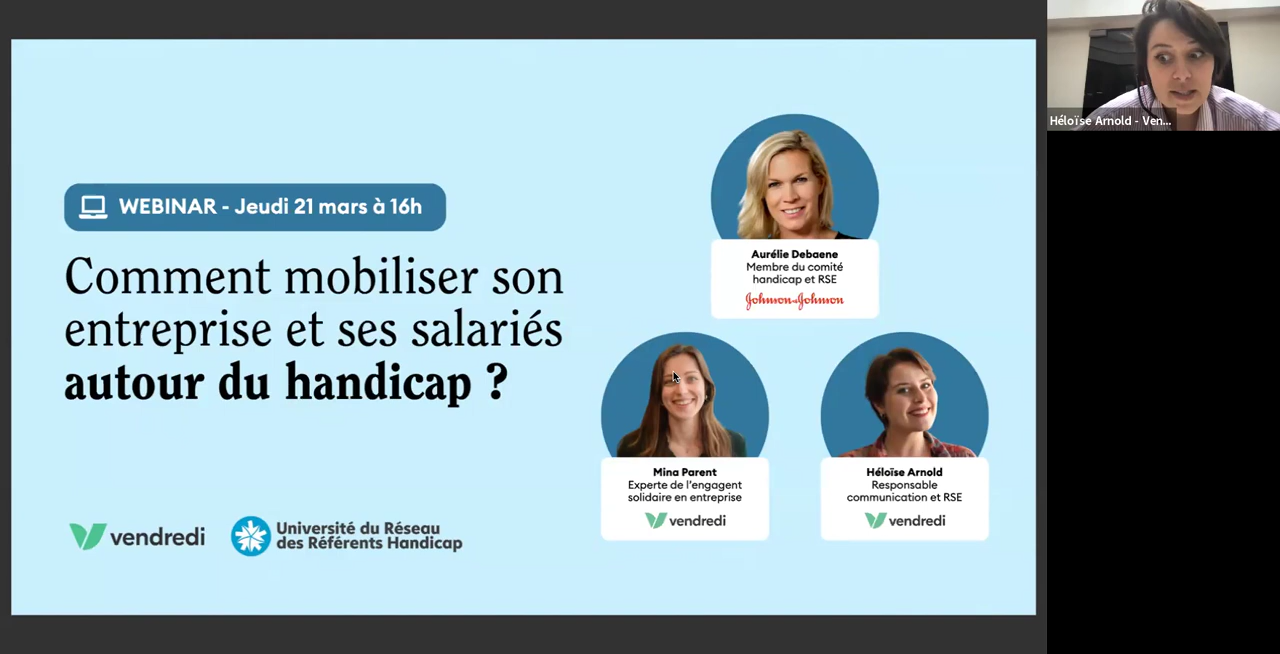 WEBINAR - Jeudi 21 mars à 16h
Comment mobiliser son
entreprise et ses salariés
autour du handicap ?
vendredi
Université du Réseau
des Référents Handicap
Aurélie Debaene
Membre du comité
handicap et RSE
Johnson & Johnson
Mina Parent
Experte de l'engagent
solidaire en entreprise
vendredi
Héloïse Arnold
Responsable
communication et RSE
vendredi
Héloïse Arnold - Ven...